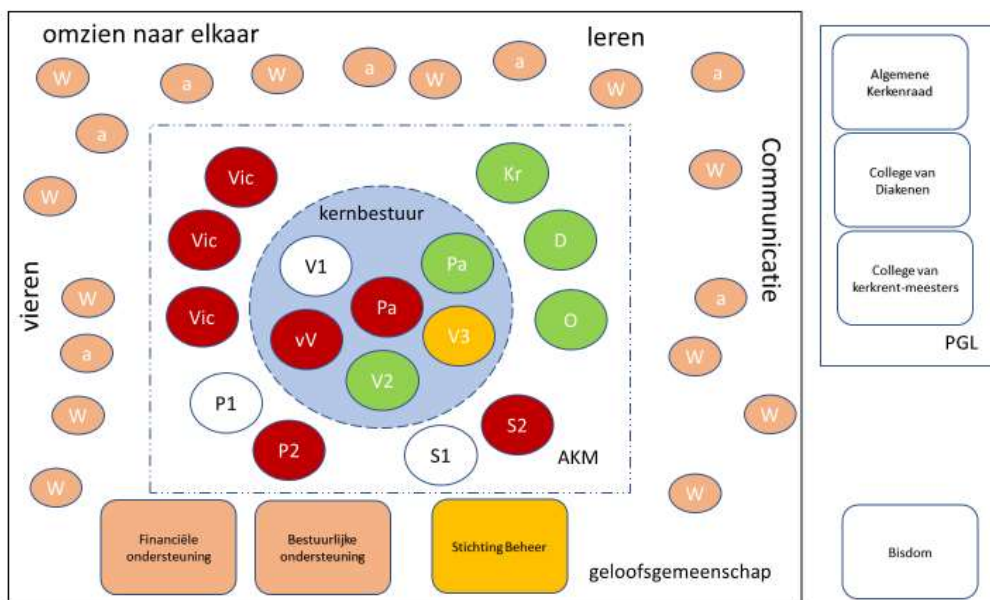 omzien naar elkaar
leren
W
a
W
a
W
a
W
a
a
W
W
vieren
Communicatie
W
a
W
W
a
W
W
W
Vic
Vic
Vic
kernbestuur
V1
Pa
Pa
vV
V3
V2
Kr
D
O
P1
P2
S1
S2
AKM
Financiële
ondersteuning
Bestuurlijke
ondersteuning
Stichting Beheer
geloofsgemeenschap
Algemene
Kerkenraad
College van
Diakenen
College van
kerkrent-meesters
PGL
Bisdom